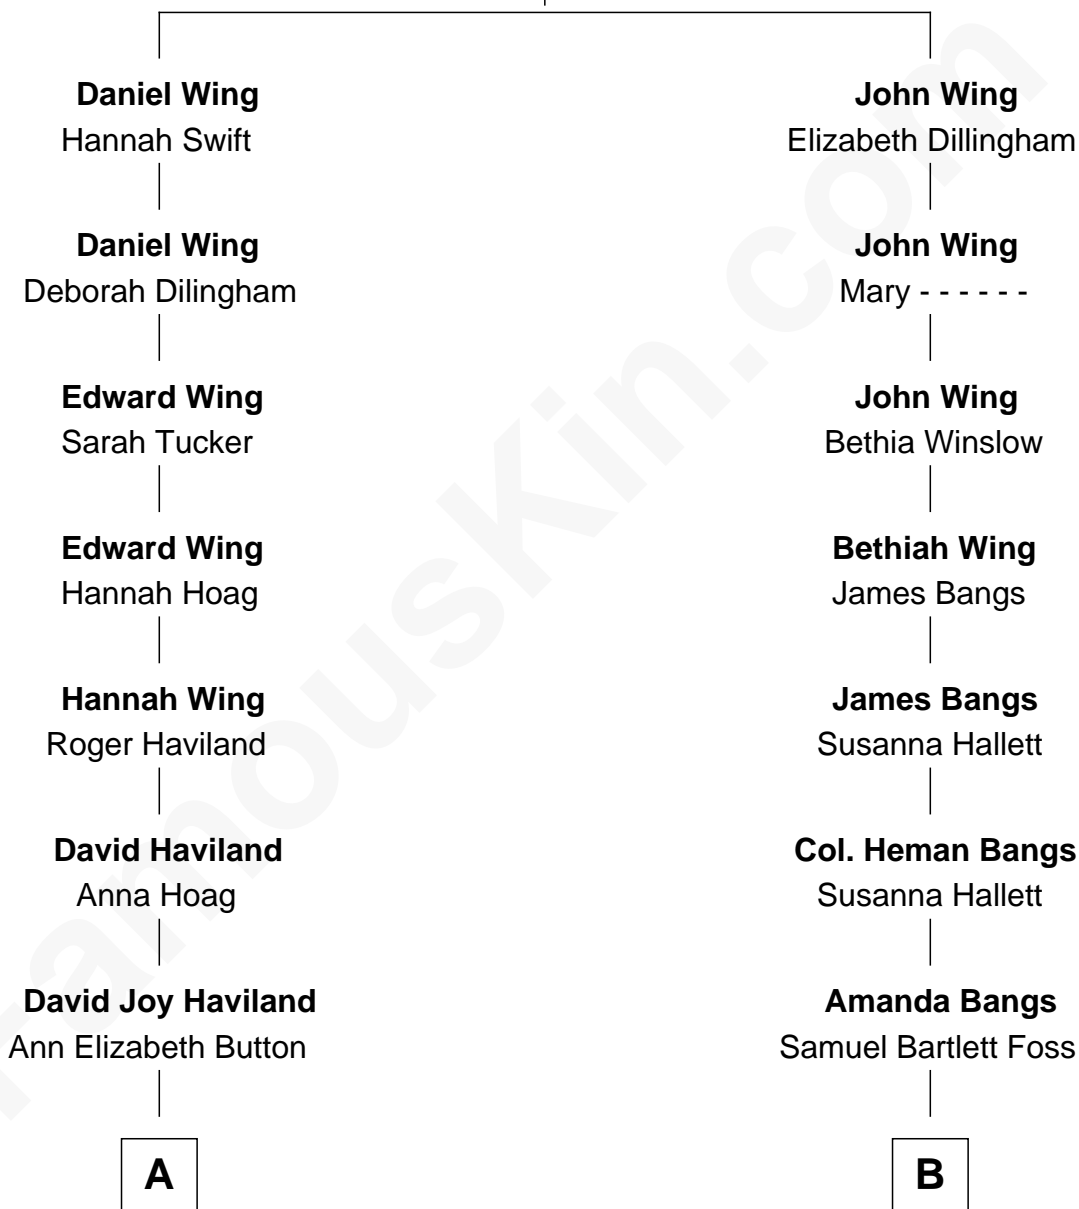 Daniel Wing
Hannah Swift
John Wing
Elizabeth Dillingham
Daniel Wing
Deborah Dilingham
John Wing
Mary - - - - - -
Edward Wing
Sarah Tucker
John Wing
Bethia Winslow
Edward Wing
Hannah Hoag
Bethiah Wing
James Bangs
Hannah Wing
Roger Haviland
James Bangs
Susanna Hallett
David Haviland
Anna Hoag
Col. Heman Bangs
Susanna Hallett
David Joy Haviland
Ann Elizabeth Button
Amanda Bangs
Samuel Bartlett Foss
A
B
FamousKin.com